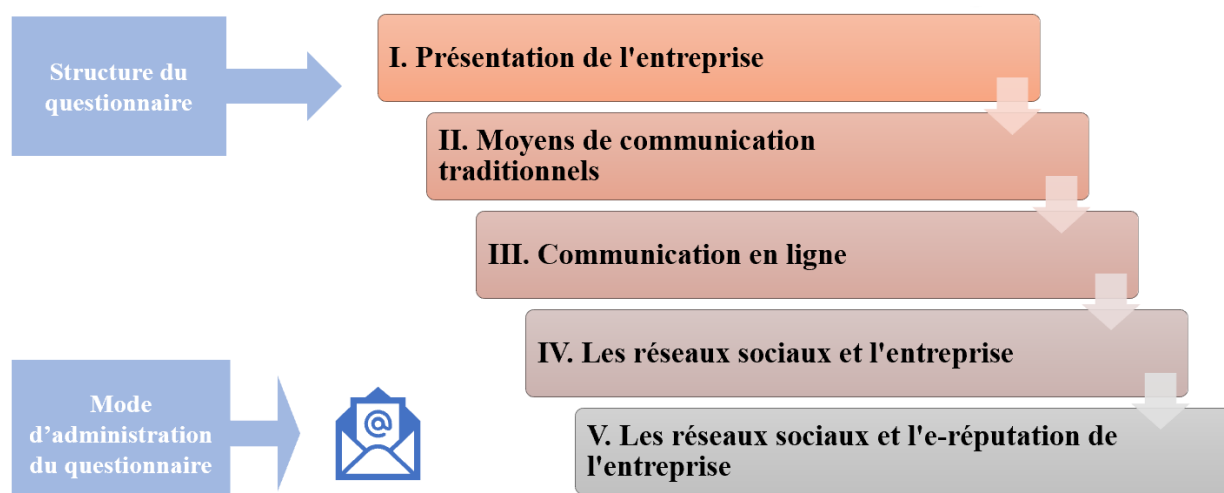 Structure du
questionnaire
I. Présentation de l'entreprise
II. Moyens de communication
traditionnels
III. Communication en ligne
IV. Les réseaux sociaux et l'entreprise
V. Les réseaux sociaux et l'e-réputation de
l'entreprise
Mode
d’administration
du questionnaire
@